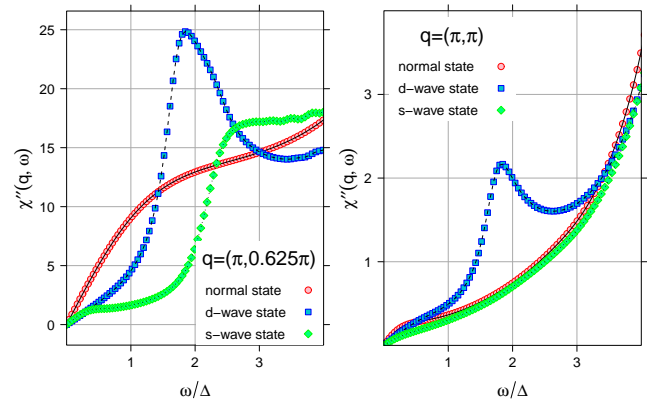 χ″(q, ω)
25
20
15
10
5
0
q=(π,0.625π)
normal state
d-wave state
s-wave state
1
2
3
ω/Δ
χ″(q, ω)
3
2
1
q=(π,π)
normal state
d-wave state
s-wave state
1
2
3
ω/Δ